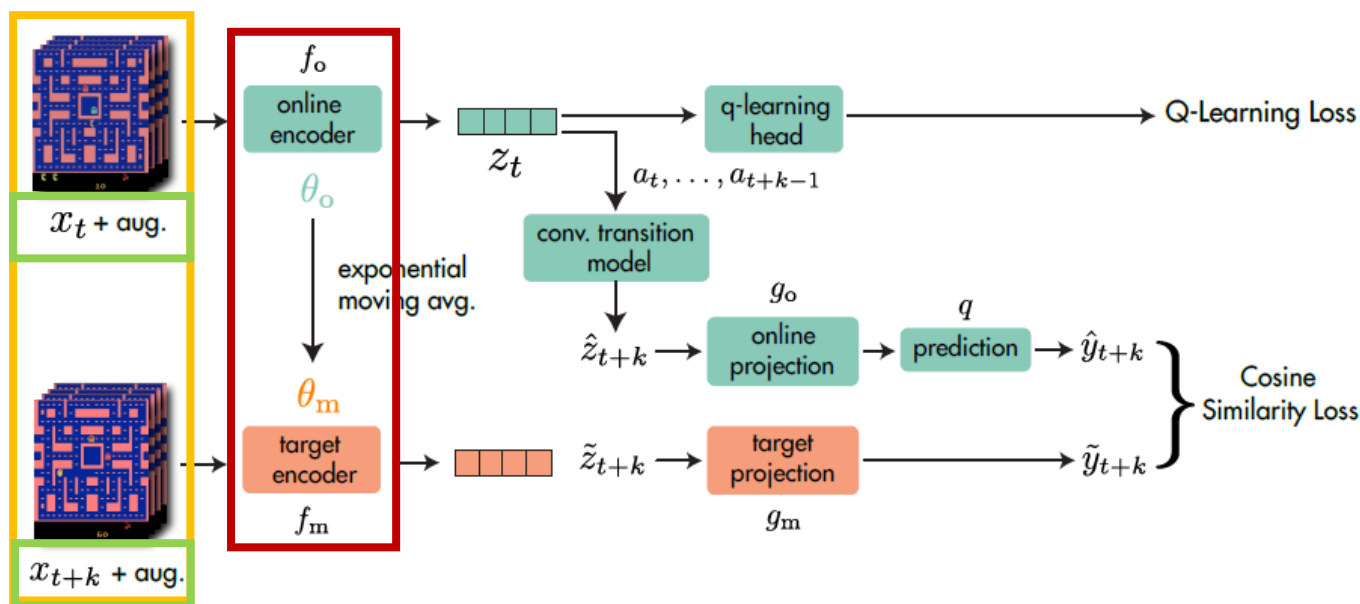 f_o
online
encoder
q-learning
head
Q-Learning Loss
z_t
a_t, . . . , a_{t+k−1}
10
x_t + aug.
θ_o
conv. transition
model
exponential
moving avg.
g_o
q
ẑ_{t+k}
online
projection
prediction
ŷ_{t+k}
Cosine
Similarity Loss
θ_m
target
encoder
z̃_{t+k}
target
projection
ỹ_{t+k}
f_m
g_m
60
x_{t+k} + aug.